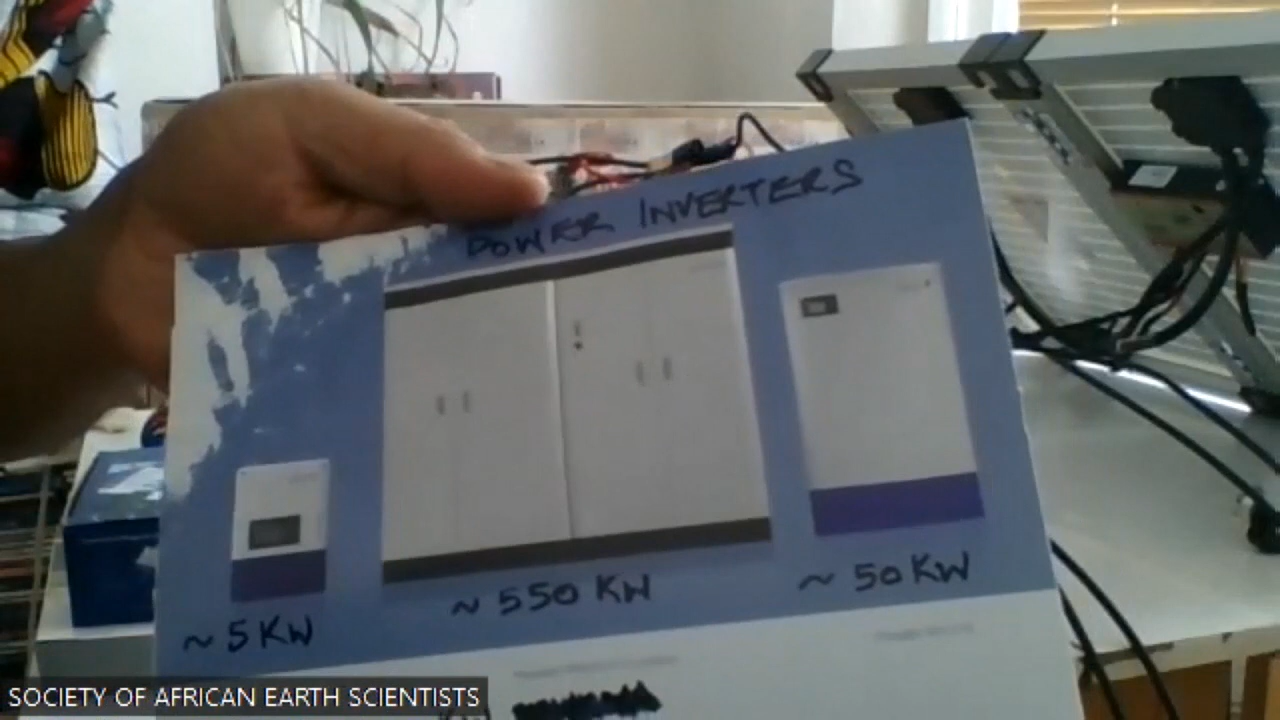 POWER INVERTERS
~ 5 KW
~ 550 KW
~ 50 KW
SOCIETY OF AFRICAN EARTH SCIENTISTS